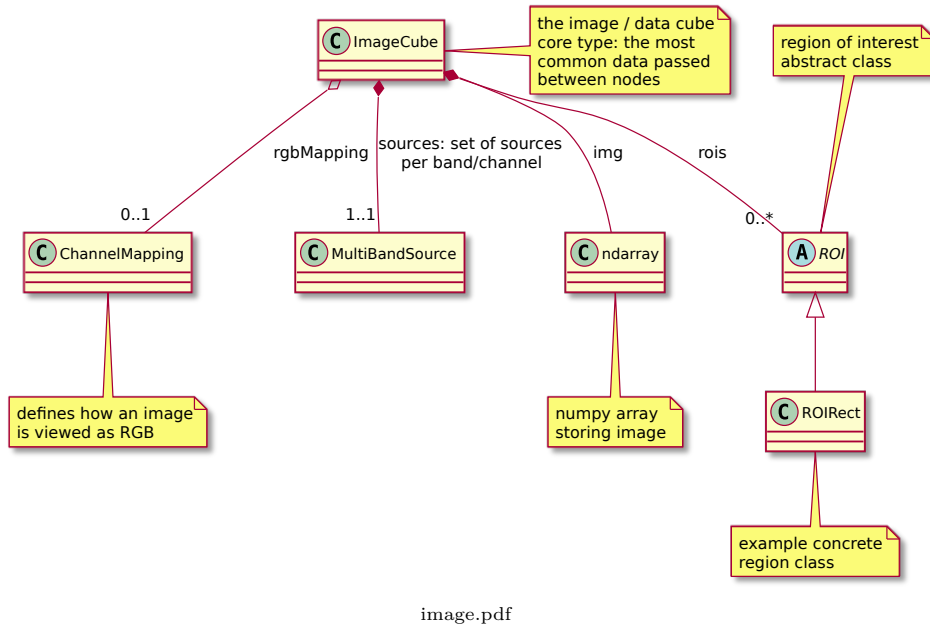 C ImageCube
the image / data cube
core type: the most
common data passed
between nodes
region of interest
abstract class
rgbMapping
sources: set of sources
per band/channel
img
rois
0..1
1..1
0..*
C ChannelMapping
C MultiBandSource
C ndarray
A ROI
defines how an image
is viewed as RGB
numpy array
storing image
C ROIRect
example concrete
region class
image.pdf